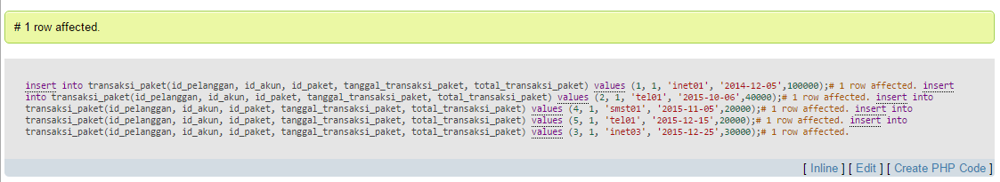 # 1 row affected.
insert into transaksi_paket(id_pelanggan, id_akun, id_paket, tanggal_transaksi_paket, total_transaksi_paket) values (1, 1, 'inet01', '2014-12-05',100000);# 1 row affected. insert
into transaksi_paket(id_pelanggan, id_akun, id_paket, tanggal_transaksi_paket, total_transaksi_paket) values (2, 1, 'tel01', '2015-10-06',40000);# 1 row affected. insert into
transaksi_paket(id_pelanggan, id_akun, id_paket, tanggal_transaksi_paket, total_transaksi_paket) values (4, 1, 'smst01', '2015-11-05',20000);# 1 row affected. insert into
transaksi_paket(id_pelanggan, id_akun, id_paket, tanggal_transaksi_paket, total_transaksi_paket) values (5, 1, 'tel01', '2015-12-15',20000);# 1 row affected. insert into
transaksi_paket(id_pelanggan, id_akun, id_paket, tanggal_transaksi_paket, total_transaksi_paket) values (3, 1, 'inet03', '2015-12-25',30000);# 1 row affected.
[ Inline ] [ Edit ] [ Create PHP Code ]